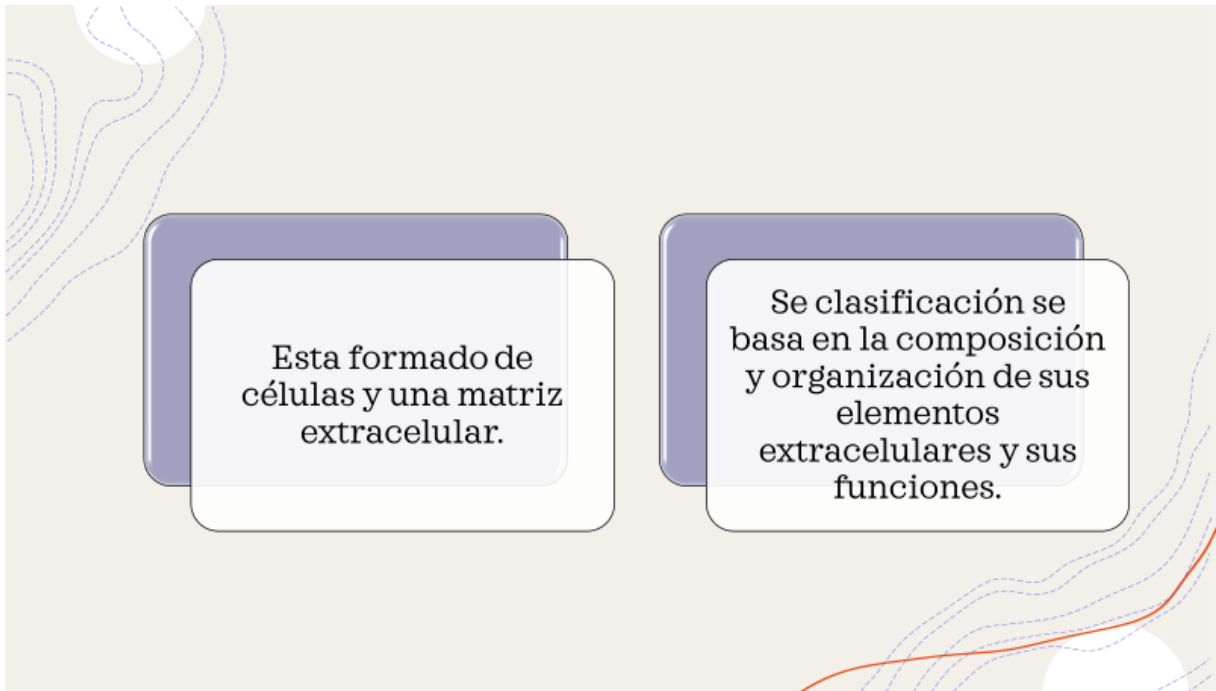 Esta formado de
células y una matriz
extracelular.
Se clasificación se
basa en la composición
y organización de sus
elementos
extracelulares y sus
funciones.